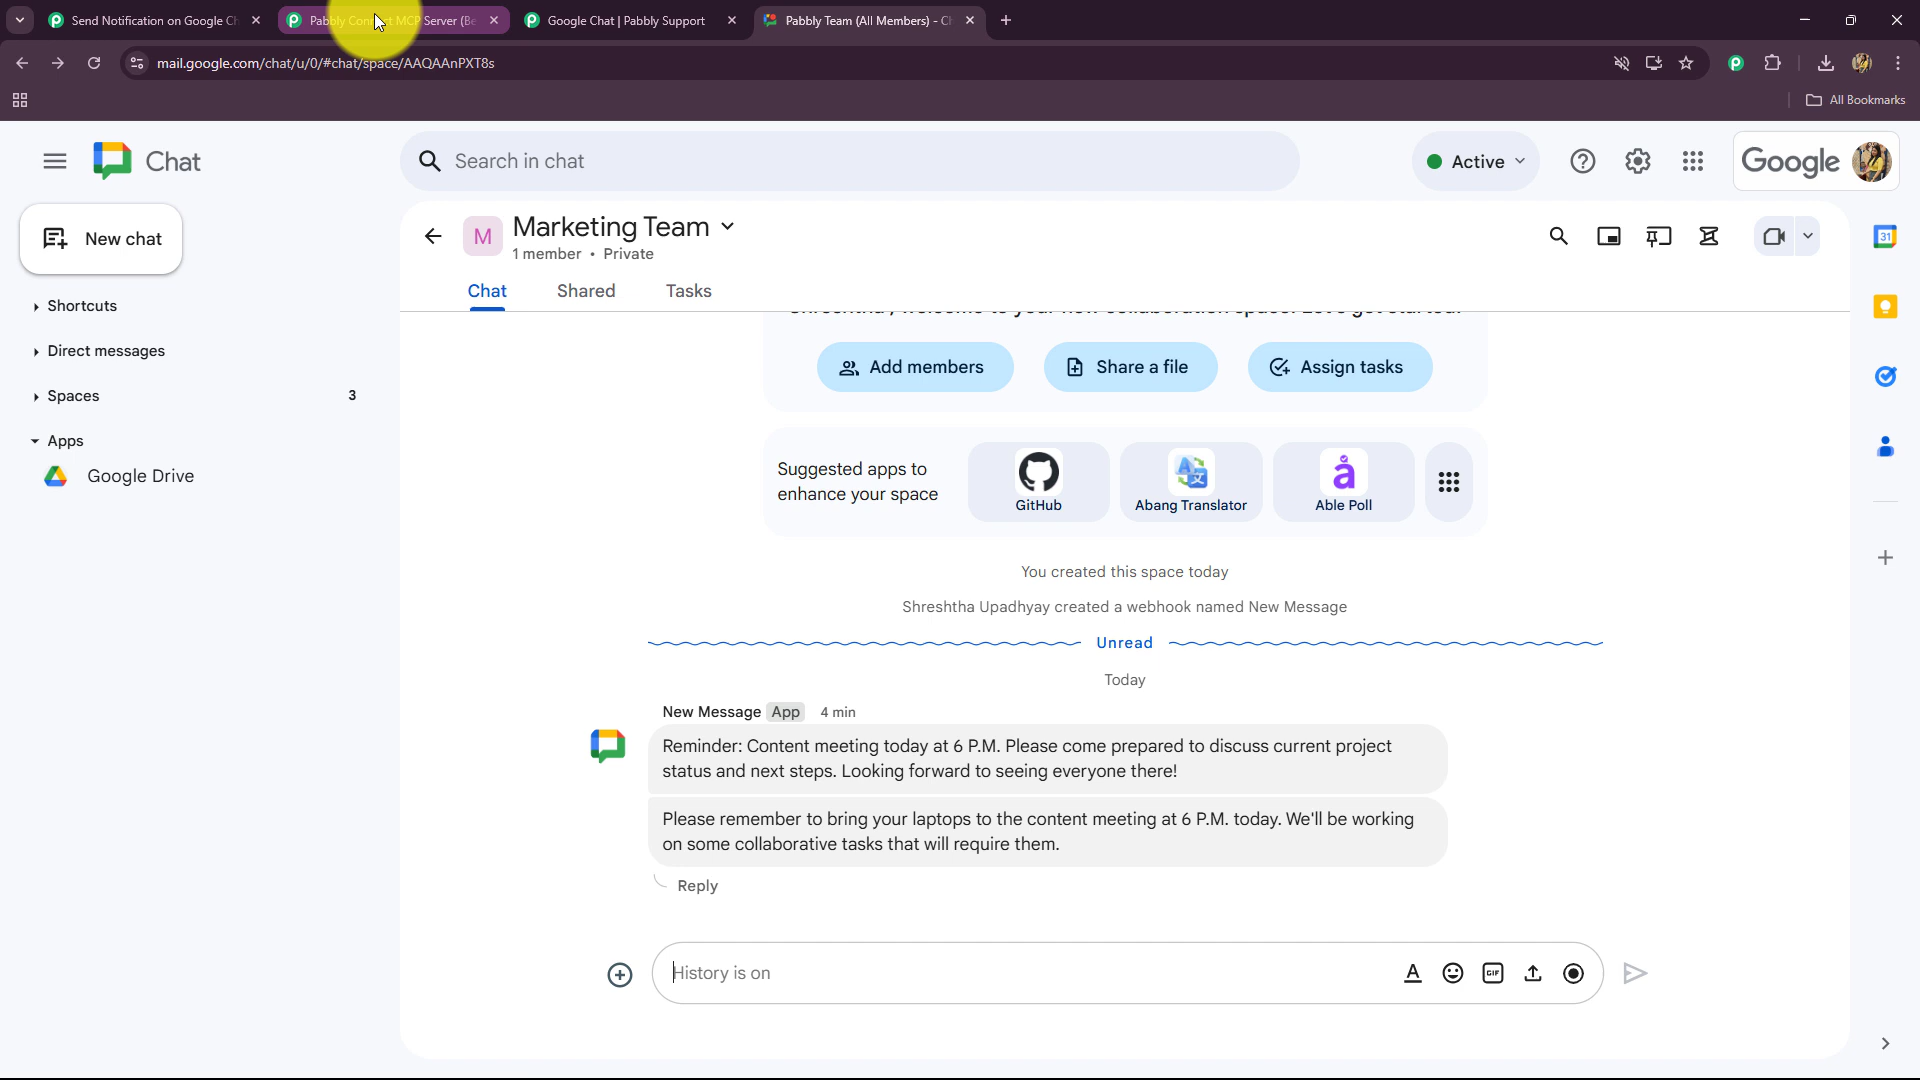 Send Notification on Google Ch
Pabbly Connect MCP Server (Be
Google Chat | Pabbly Support
Pabbly Team (All Members) - Ch
mail.google.com/chat/u/0/#chat/space/AAQAAnPXT8s
All Bookmarks
Chat
Search in chat
Active
Google
New chat
Shortcuts
Direct messages
Spaces 3
Apps
Google Drive
M
Marketing Team
1 member • Private
Chat Shared Tasks
Add members
Share a file
Assign tasks
Suggested apps to
enhance your space
GitHub
Abang Translator
Able Poll
You created this space today
Shreshtha Upadhyay created a webhook named New Message
Unread
Today
New Message App 4 min
Reminder: Content meeting today at 6 P.M. Please come prepared to discuss current project
status and next steps. Looking forward to seeing everyone there!
Please remember to bring your laptops to the content meeting at 6 P.M. today. We'll be working
on some collaborative tasks that will require them.
Reply
History is on
GIF
31